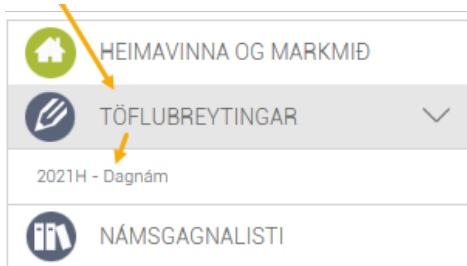 HEIMAVINNA OG MARKMIÐ
TÖFLUBREYTINGAR
2021H - Dagnám
NÁMSGAGNALISTI